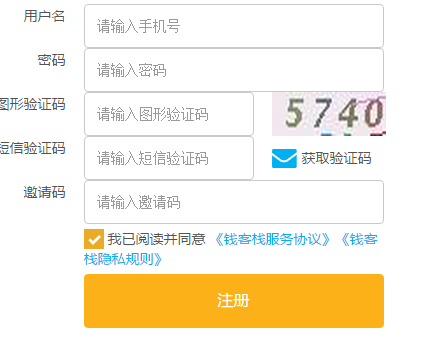 用户名 请输入手机号
密码 请输入密码
图形验证码 请输入图形验证码 5740
短信验证码 请输入短信验证码 获取验证码
邀请码 请输入邀请码
我已阅读并同意 《钱客栈服务协议》《钱客
栈隐私规则》
注册